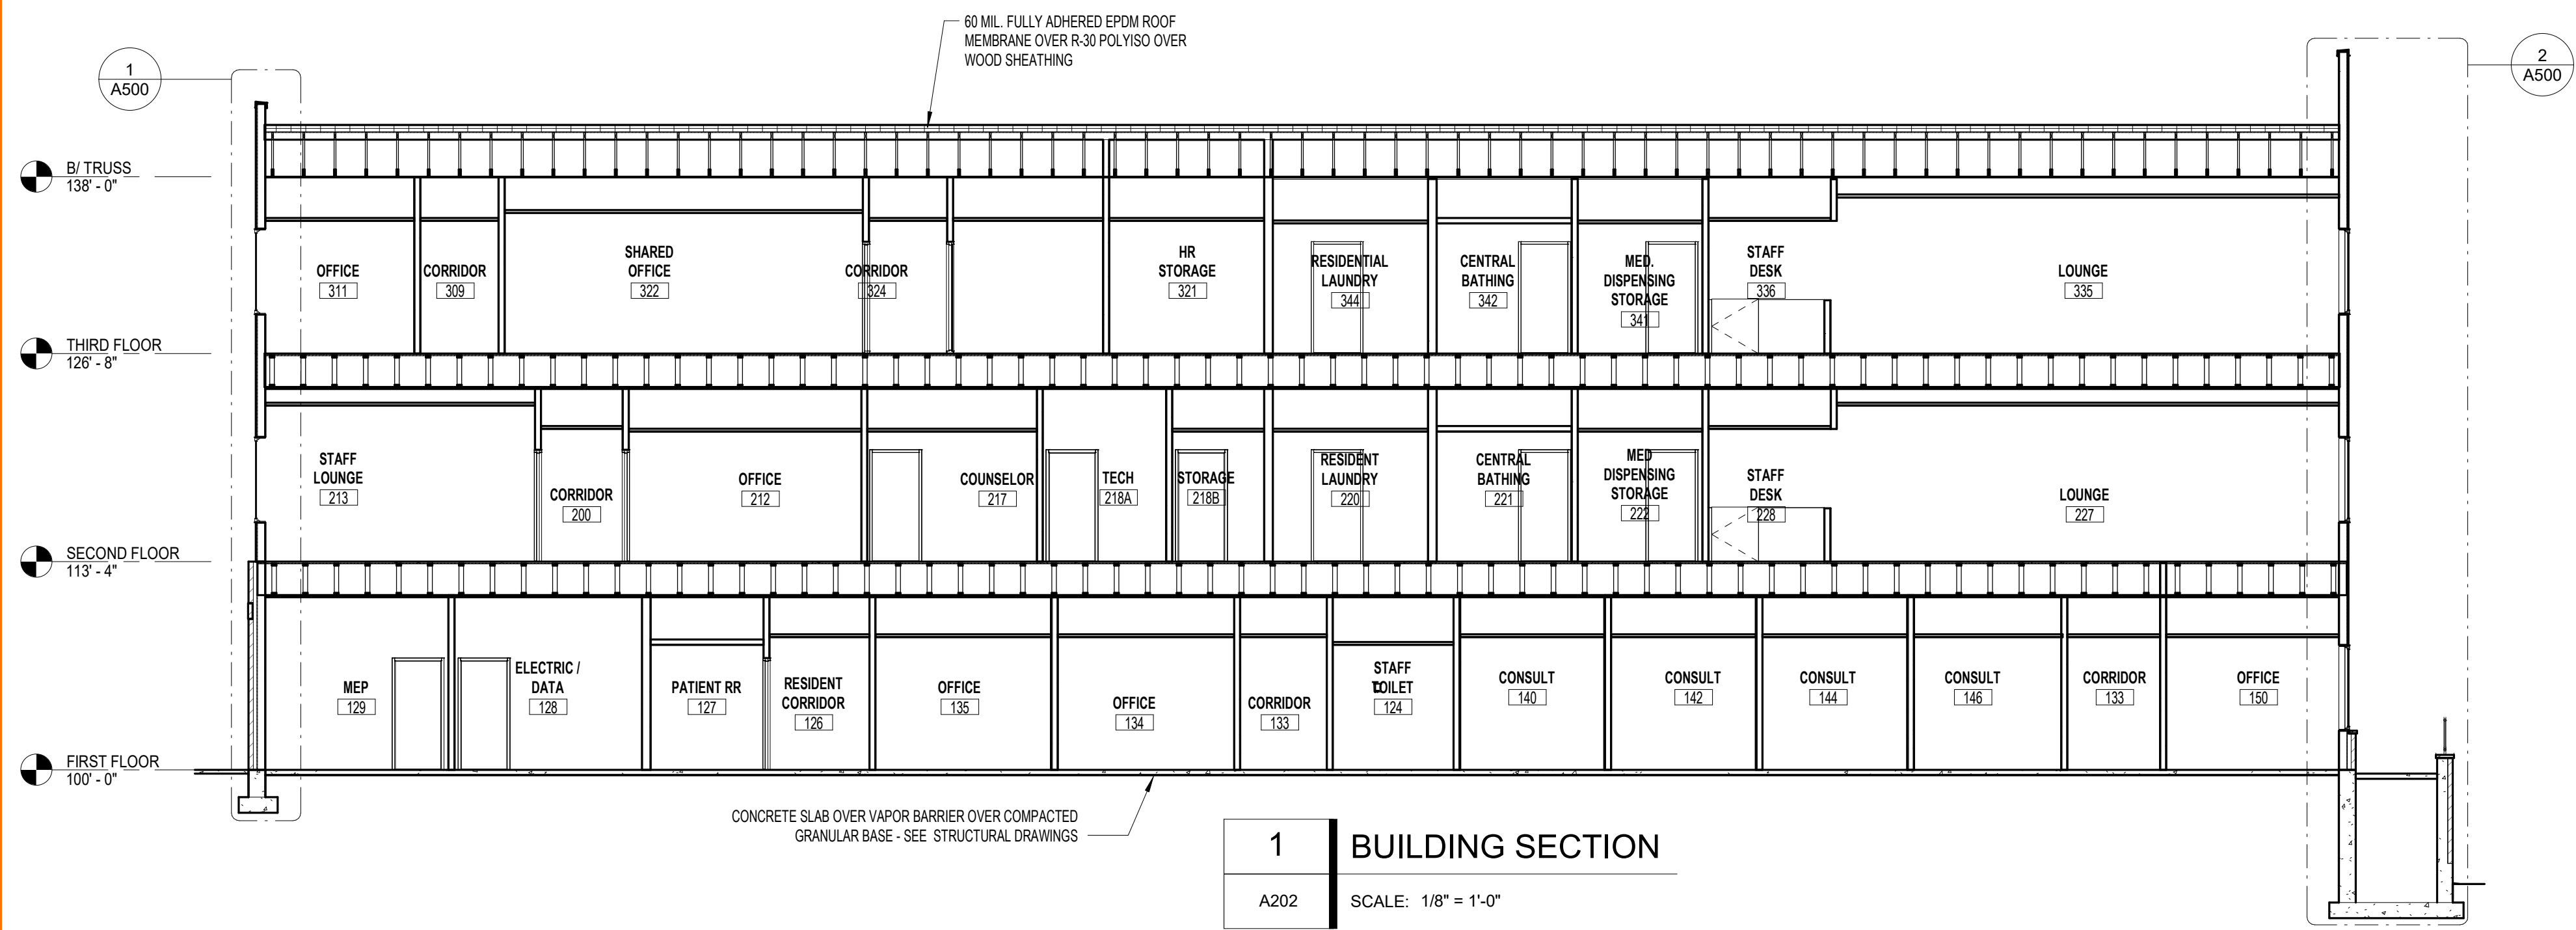 60 MIL. FULLY ADHERED EPDM ROOF
MEMBRANE OVER R-30 POLYISO OVER
WOOD SHEATHING
1
A500
2
A500
B/ TRUSS
138' - 0"
OFFICE
311
CORRIDOR
309
SHARED
OFFICE
322
CORRIDOR
324
HR
STORAGE
321
RESIDENTIAL
LAUNDRY
344
CENTRAL
BATHING
342
MED.
DISPENSING
STORAGE
341
STAFF
DESK
336
LOUNGE
335
THIRD FLOOR
126' - 8"
STAFF
LOUNGE
213
CORRIDOR
200
OFFICE
212
COUNSELOR
217
TECH
218A
STORAGE
218B
RESIDENT
LAUNDRY
220
CENTRAL
BATHING
221
MED
DISPENSING
STORAGE
222
STAFF
DESK
228
LOUNGE
227
SECOND FLOOR
113' - 4"
MEP
129
ELECTRIC /
DATA
128
PATIENT RR
127
RESIDENT
CORRIDOR
126
OFFICE
135
OFFICE
134
CORRIDOR
133
STAFF
TOILET
124
CONSULT
140
CONSULT
142
CONSULT
144
CONSULT
146
CORRIDOR
133
OFFICE
150
FIRST FLOOR
100' - 0"
CONCRETE SLAB OVER VAPOR BARRIER OVER COMPACTED
GRANULAR BASE - SEE STRUCTURAL DRAWINGS
1
BUILDING SECTION
A202
SCALE: 1/8" = 1'-0"